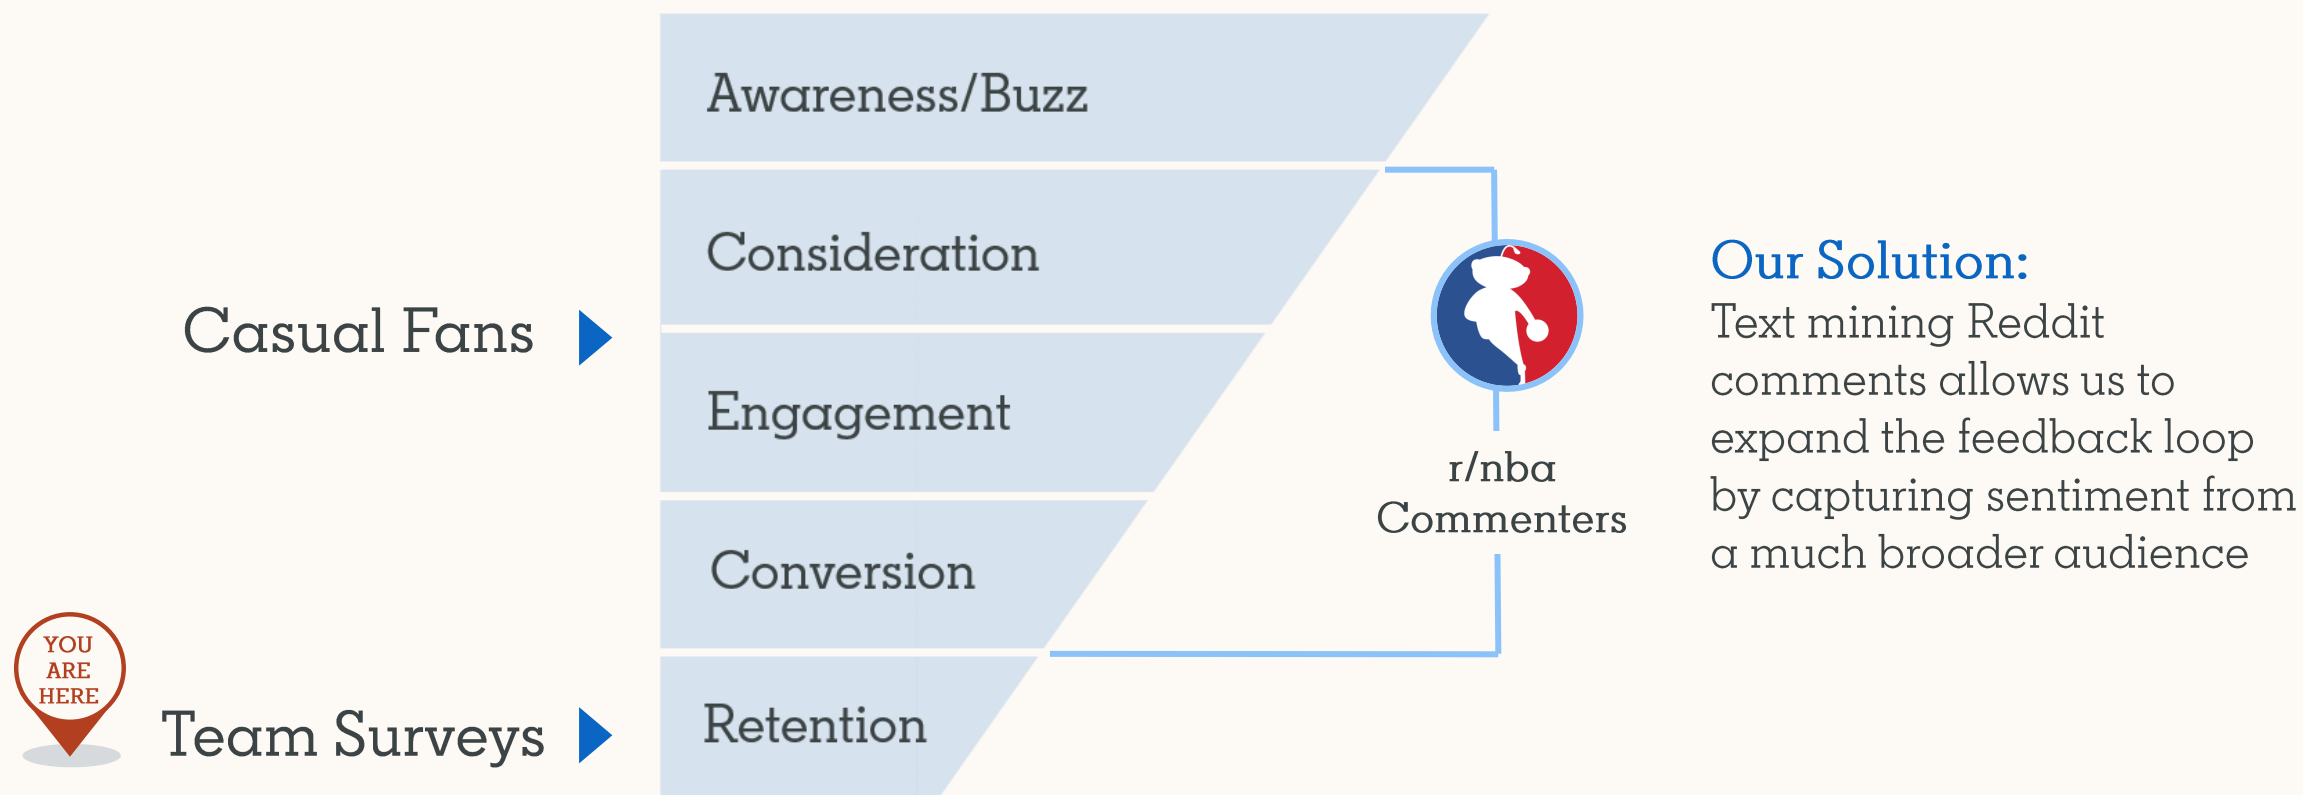 Awareness/Buzz
Consideration
Casual Fans
Engagement
Conversion
YOU
ARE
HERE
Team Surveys
Retention
r/nba
Commenters
Our Solution:
Text mining Reddit
comments allows us to
expand the feedback loop
by capturing sentiment from
a much broader audience